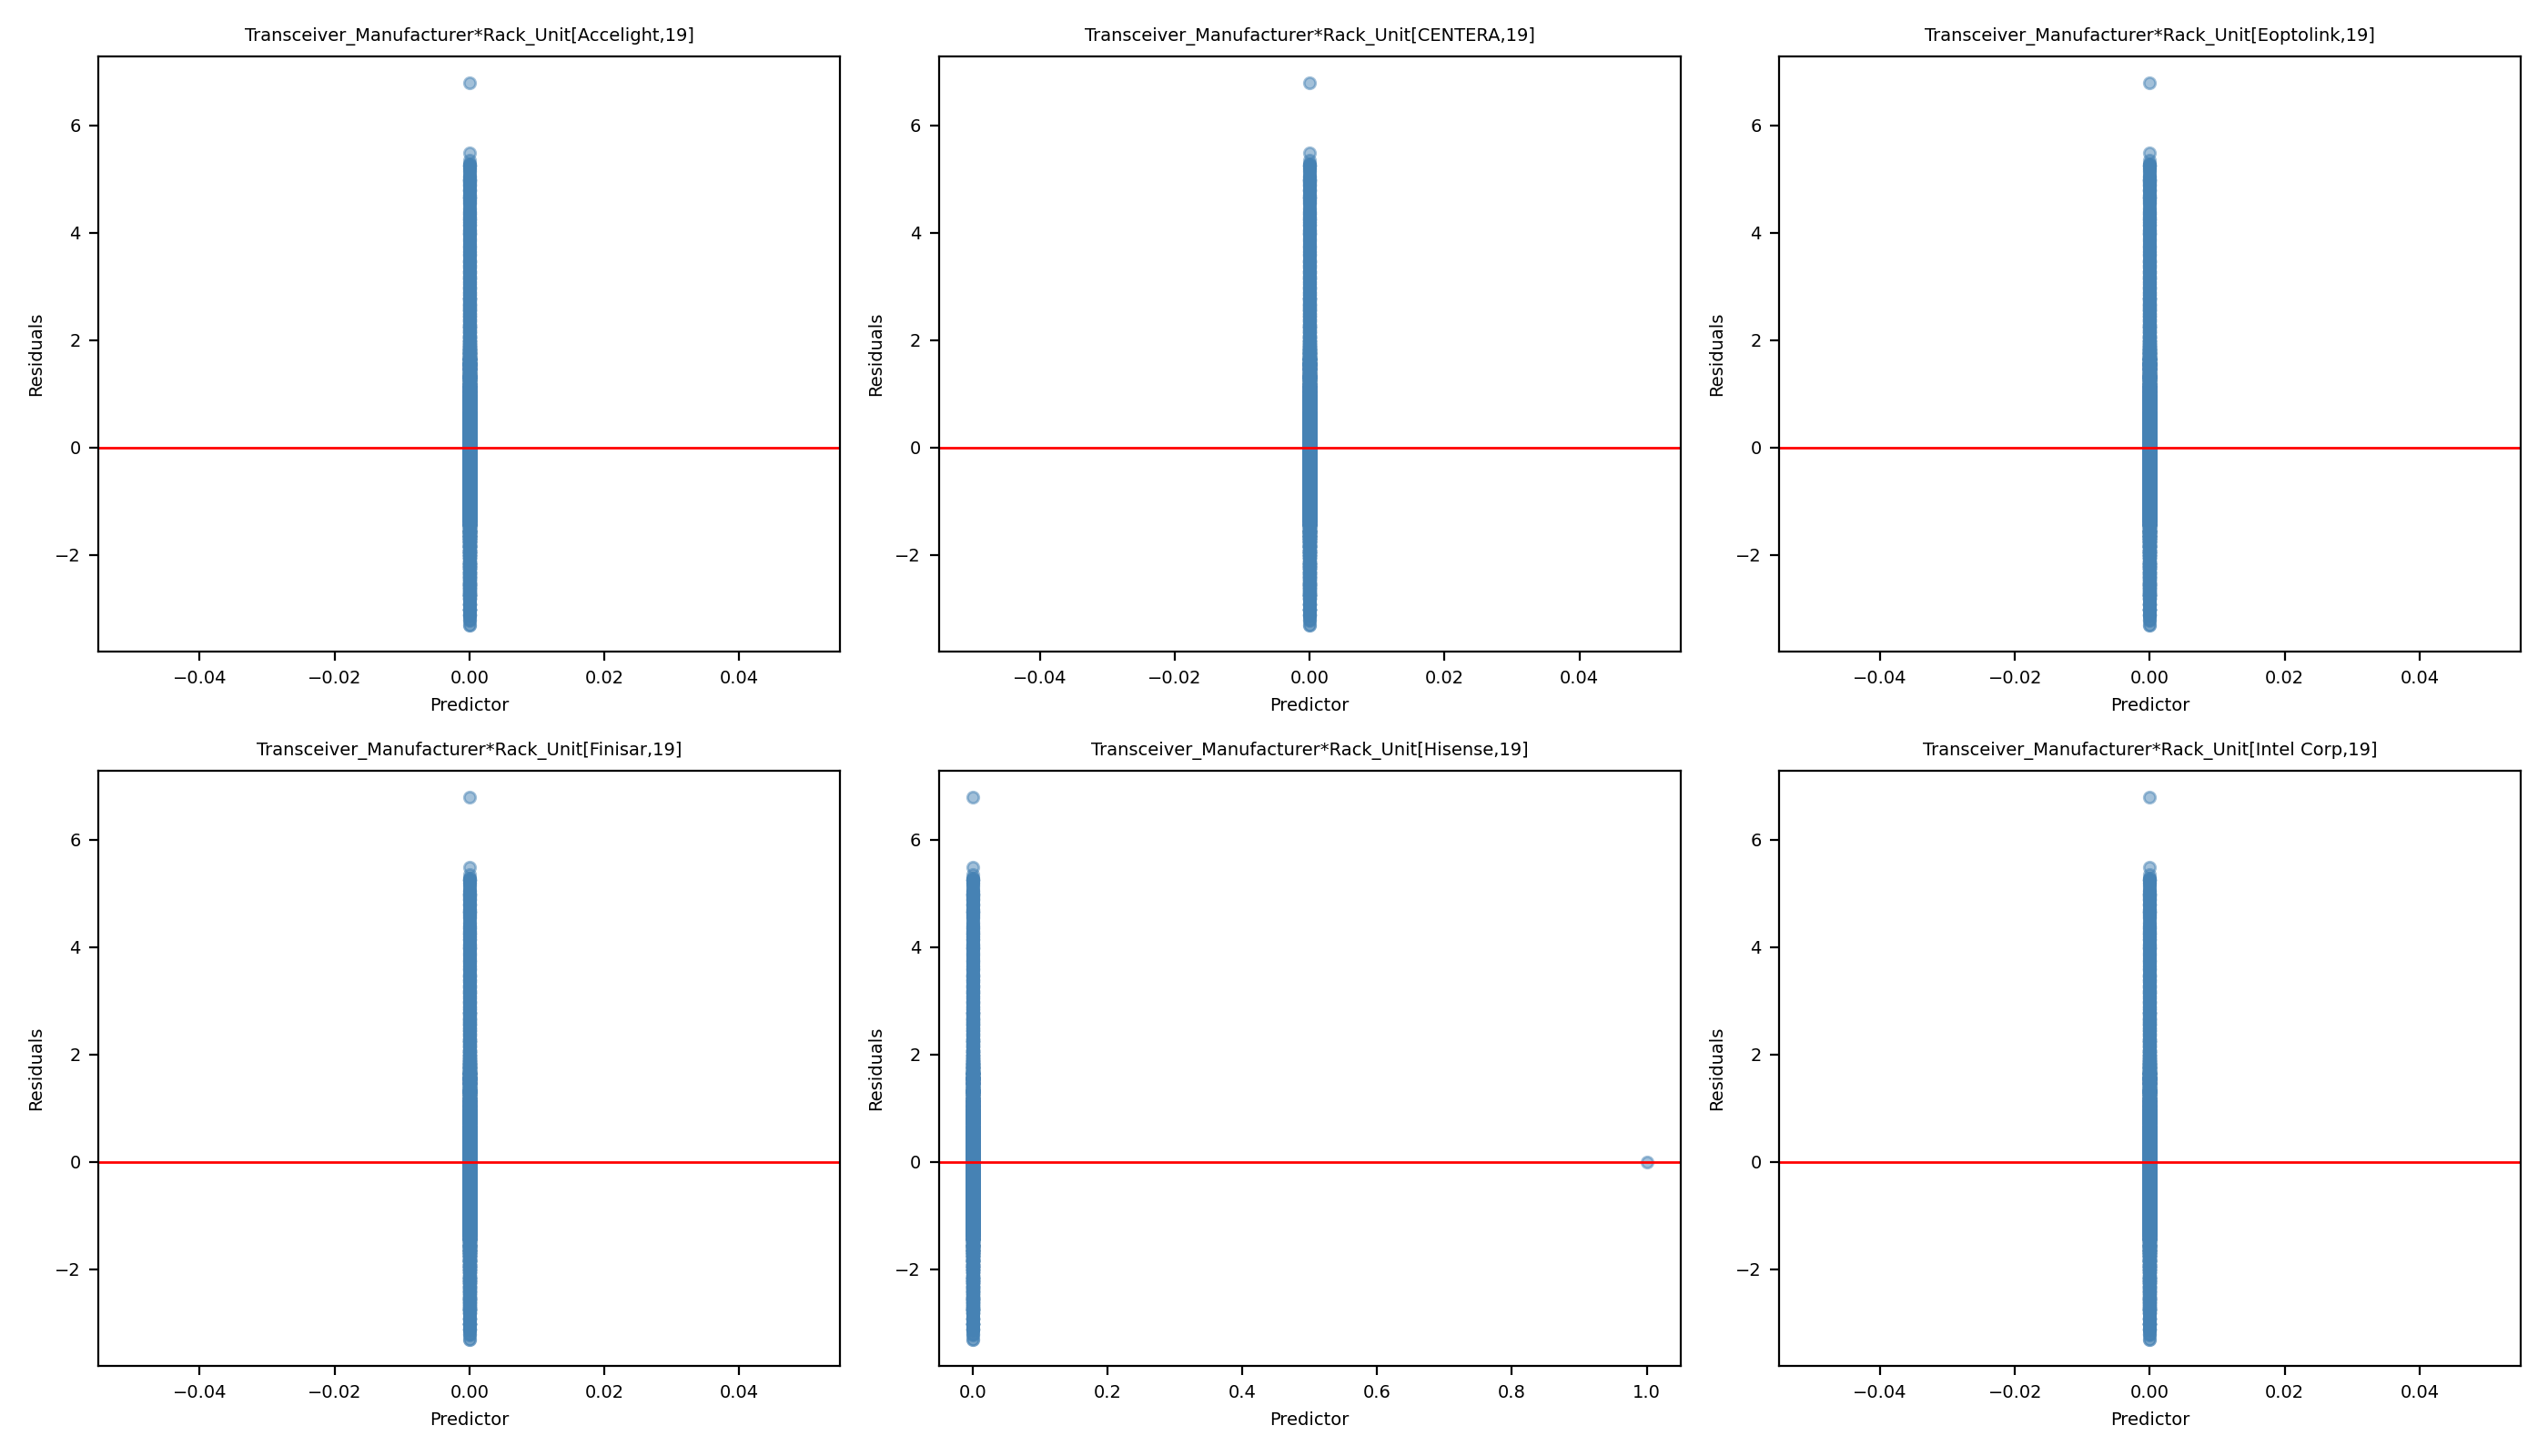 Transceiver_Manufacturer*Rack_Unit[Accelight,19]
6
4
2
0
−2
Residuals
−0.04 −0.02 0.00 0.02 0.04
Predictor
Transceiver_Manufacturer*Rack_Unit[CENTERA,19]
6
4
2
0
−2
Residuals
−0.04 −0.02 0.00 0.02 0.04
Predictor
Transceiver_Manufacturer*Rack_Unit[Eoptolink,19]
6
4
2
0
−2
Residuals
−0.04 −0.02 0.00 0.02 0.04
Predictor
Transceiver_Manufacturer*Rack_Unit[Finisar,19]
6
4
2
0
−2
Residuals
−0.04 −0.02 0.00 0.02 0.04
Predictor
Transceiver_Manufacturer*Rack_Unit[Hisense,19]
6
4
2
0
−2
Residuals
0.0 0.2 0.4 0.6 0.8 1.0
Predictor
Transceiver_Manufacturer*Rack_Unit[Intel Corp,19]
6
4
2
0
−2
Residuals
−0.04 −0.02 0.00 0.02 0.04
Predictor